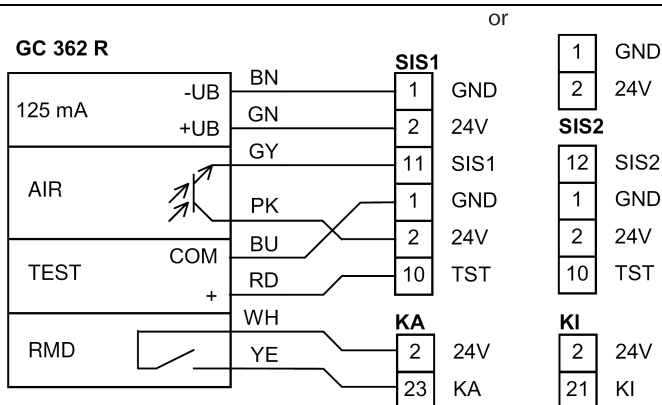 or
GC 362 R
SIS1
1 GND
BN
-UB
1 GND
2 24V
125 mA
GN
+UB
2 24V
SIS2
GY
11 SIS1
12 SIS2
AIR
PK
1 GND
1 GND
BU
2 24V
2 24V
COM
TEST
RD
10 TST
10 TST
+
WH
KA
KI
RMD
YE
2 24V
2 24V
23 KA
21 KI